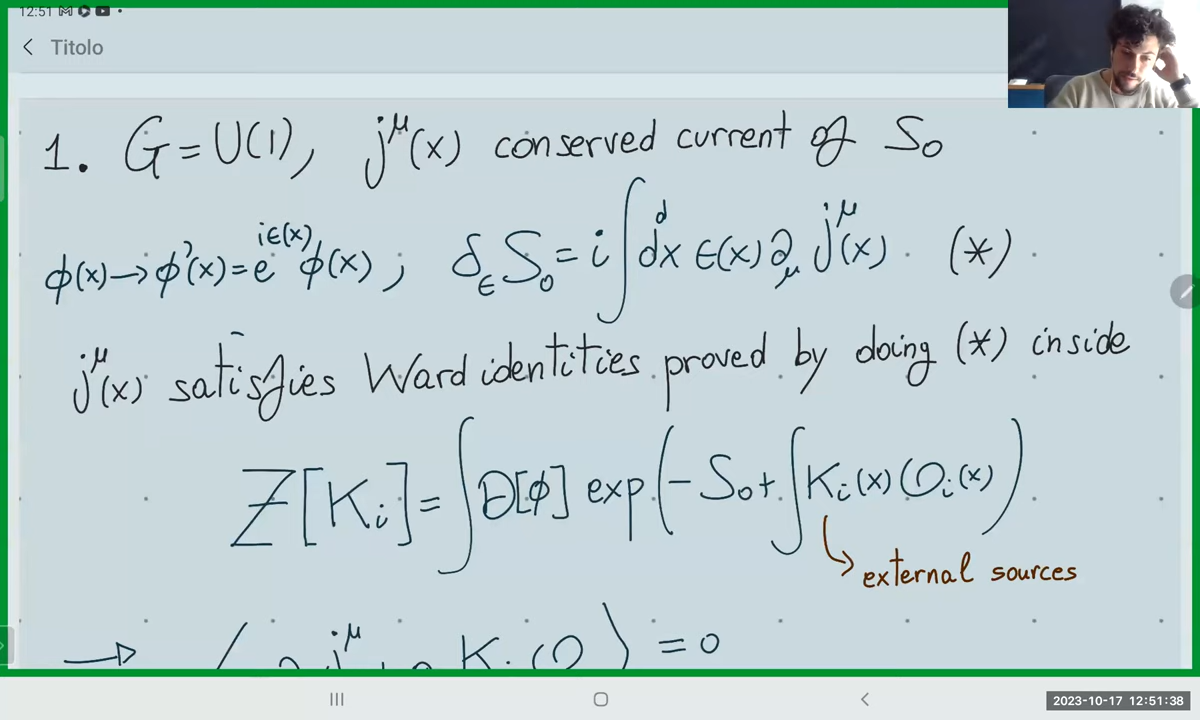 12:51
Titolo
1. G=U(1), j^μ(x) conserved current of S₀
ϕ(x)→ϕ'(x)=e^{iϵ(x)}ϕ(x), δ_ϵ S₀ = i∫d^dx ϵ(x)∂_μ j^μ(x). (*)
j^μ(x) satisfies Ward identities proved by doing (*) inside
Z[K_i] = ∫D[ϕ] exp(-S₀+∫K_i(x)O_i(x))
external sources
=0
2023-10-17 12:51:38